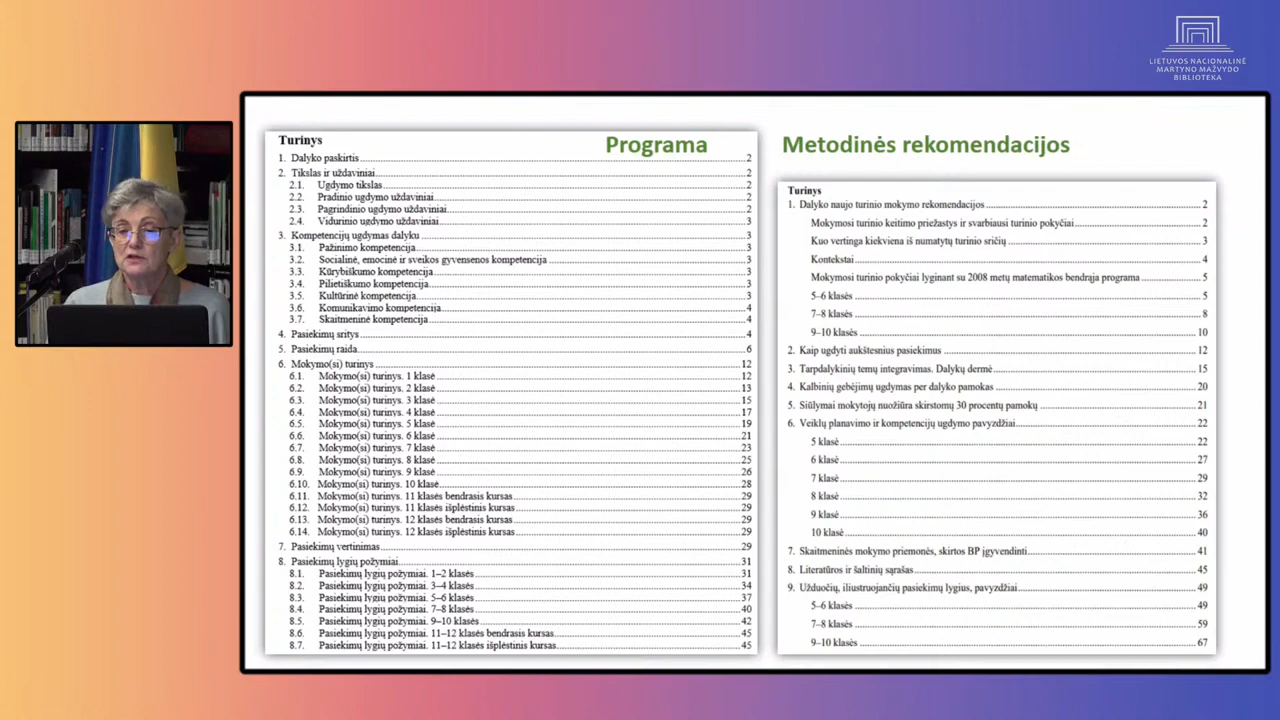 LIETUVOS NACIONALINĖ
MARTYNO MAŽVYDO
BIBLIOTEKA
Programa
Turinys
1. Dalyko paskirtis 2
2. Tikslas ir uždaviniai 2
2.1. Ugdymo tikslas 2
2.2. Pradinio ugdymo uždaviniai 2
2.3. Pagrindinio ugdymo uždaviniai 2
2.4. Vidurinio ugdymo uždaviniai 3
3. Kompetencijų ugdymas dalyku 3
3.1. Pažinimo kompetencija 3
3.2. Socialinė, emocinė ir sveikos gyvensenos kompetencija 3
3.3. Kūrybiškumo kompetencija 3
3.4. Pilietiškumo kompetencija 3
3.5. Kultūrinė kompetencija 3
3.6. Komunikavimo kompetencija 4
3.7. Skaitmeninė kompetencija 4
4. Pasiekimų sritys 4
5. Pasiekimų raida 6
6. Mokymo(si) turinys 12
6.1. Mokymo(si) turinys. 1 klasė 12
6.2. Mokymo(si) turinys. 2 klasė 13
6.3. Mokymo(si) turinys. 3 klasė 15
6.4. Mokymo(si) turinys. 4 klasė 17
6.5. Mokymo(si) turinys. 5 klasė 19
6.6. Mokymo(si) turinys. 6 klasė 21
6.7. Mokymo(si) turinys. 7 klasė 23
6.8. Mokymo(si) turinys. 8 klasė 25
6.9. Mokymo(si) turinys. 9 klasė 26
6.10. Mokymo(si) turinys. 10 klasė 28
6.11. Mokymo(si) turinys. 11 klasės bendrasis kursas 29
6.12. Mokymo(si) turinys. 11 klasės išplėstinis kursas 29
6.13. Mokymo(si) turinys. 12 klasės bendrasis kursas 29
6.14. Mokymo(si) turinys. 12 klasės išplėstinis kursas 29
7. Pasiekimų vertinimas 29
8. Pasiekimų lygių požymiai 31
8.1. Pasiekimų lygių požymiai. 1–2 klasės 31
8.2. Pasiekimų lygių požymiai. 3–4 klasės 34
8.3. Pasiekimų lygių požymiai. 5–6 klasės 37
8.4. Pasiekimų lygių požymiai. 7–8 klasės 40
8.5. Pasiekimų lygių požymiai. 9–10 klasės 42
8.6. Pasiekimų lygių požymiai. 11–12 klasės bendrasis kursas 45
8.7. Pasiekimų lygių požymiai. 11–12 klasės išplėstinis kursas 45
Metodinės rekomendacijos
Turinys
1. Dalyko naujo turinio mokymo rekomendacijos 2
Mokymosi turinio keitimo priežastys ir svarbiausi turinio pokyčiai 2
Kuo vertinga kiekviena iš numatytų turinio sričių 3
Kontekstai 4
Mokymosi turinio pokyčiai lyginant su 2008 metų matematikos bendrąja programa 5
5–6 klasės 5
7–8 klasės 8
9–10 klasės 10
2. Kaip ugdyti aukštesnius pasiekimus 12
3. Tarpdalykinių temų integravimas. Dalykų dermė 15
4. Kalbinių gebėjimų ugdymas per dalyko pamokas 20
5. Siūlymai mokytojų nuožiūra skirstomų 30 procentų pamokų 21
6. Veiklų planavimo ir kompetencijų ugdymo pavyzdžiai 22
5 klasė 22
6 klasė 27
7 klasė 29
8 klasė 32
9 klasė 36
10 klasė 40
7. Skaitmeninės mokymo priemonės, skirtos BP įgyvendinti 41
8. Literatūros ir šaltinių sąrašas 45
9. Užduočių, iliustruojančių pasiekimų lygius, pavyzdžiai 49
5–6 klasės 49
7–8 klasės 59
9–10 klasės 67